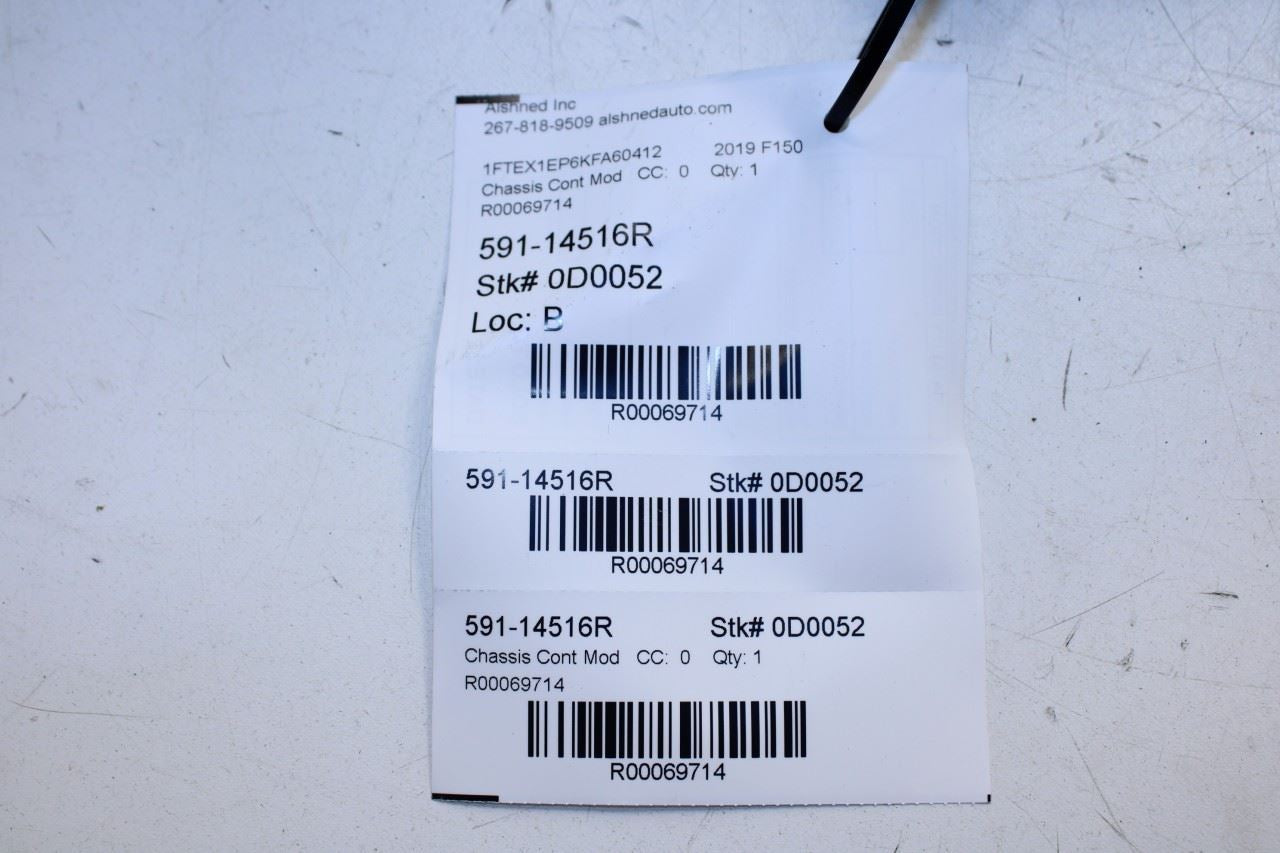 Alshned Inc
267-818-9509 alshnedauto.com
1FTEX1EP6KFA60412 2019 F150
Chassis Cont Mod CC: 0 Qty: 1
R00069714
591-14516R
Stk# 0D0052
Loc: B
R00069714
591-14516R Stk# 0D0052
R00069714
591-14516R Stk# 0D0052
Chassis Cont Mod CC: 0 Qty: 1
R00069714
R00069714